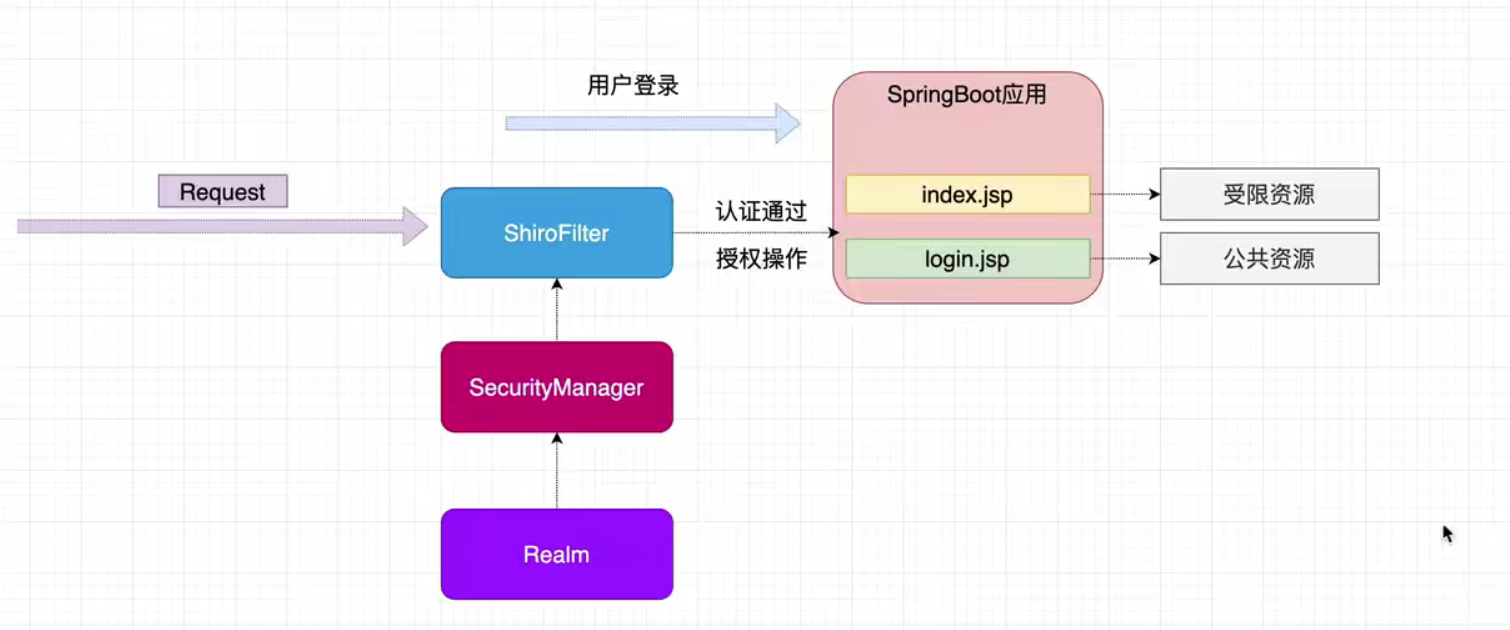 用户登录
SpringBoot应用
Request
index.jsp
受限资源
ShiroFilter
认证通过
授权操作
login.jsp
公共资源
SecurityManager
Realm